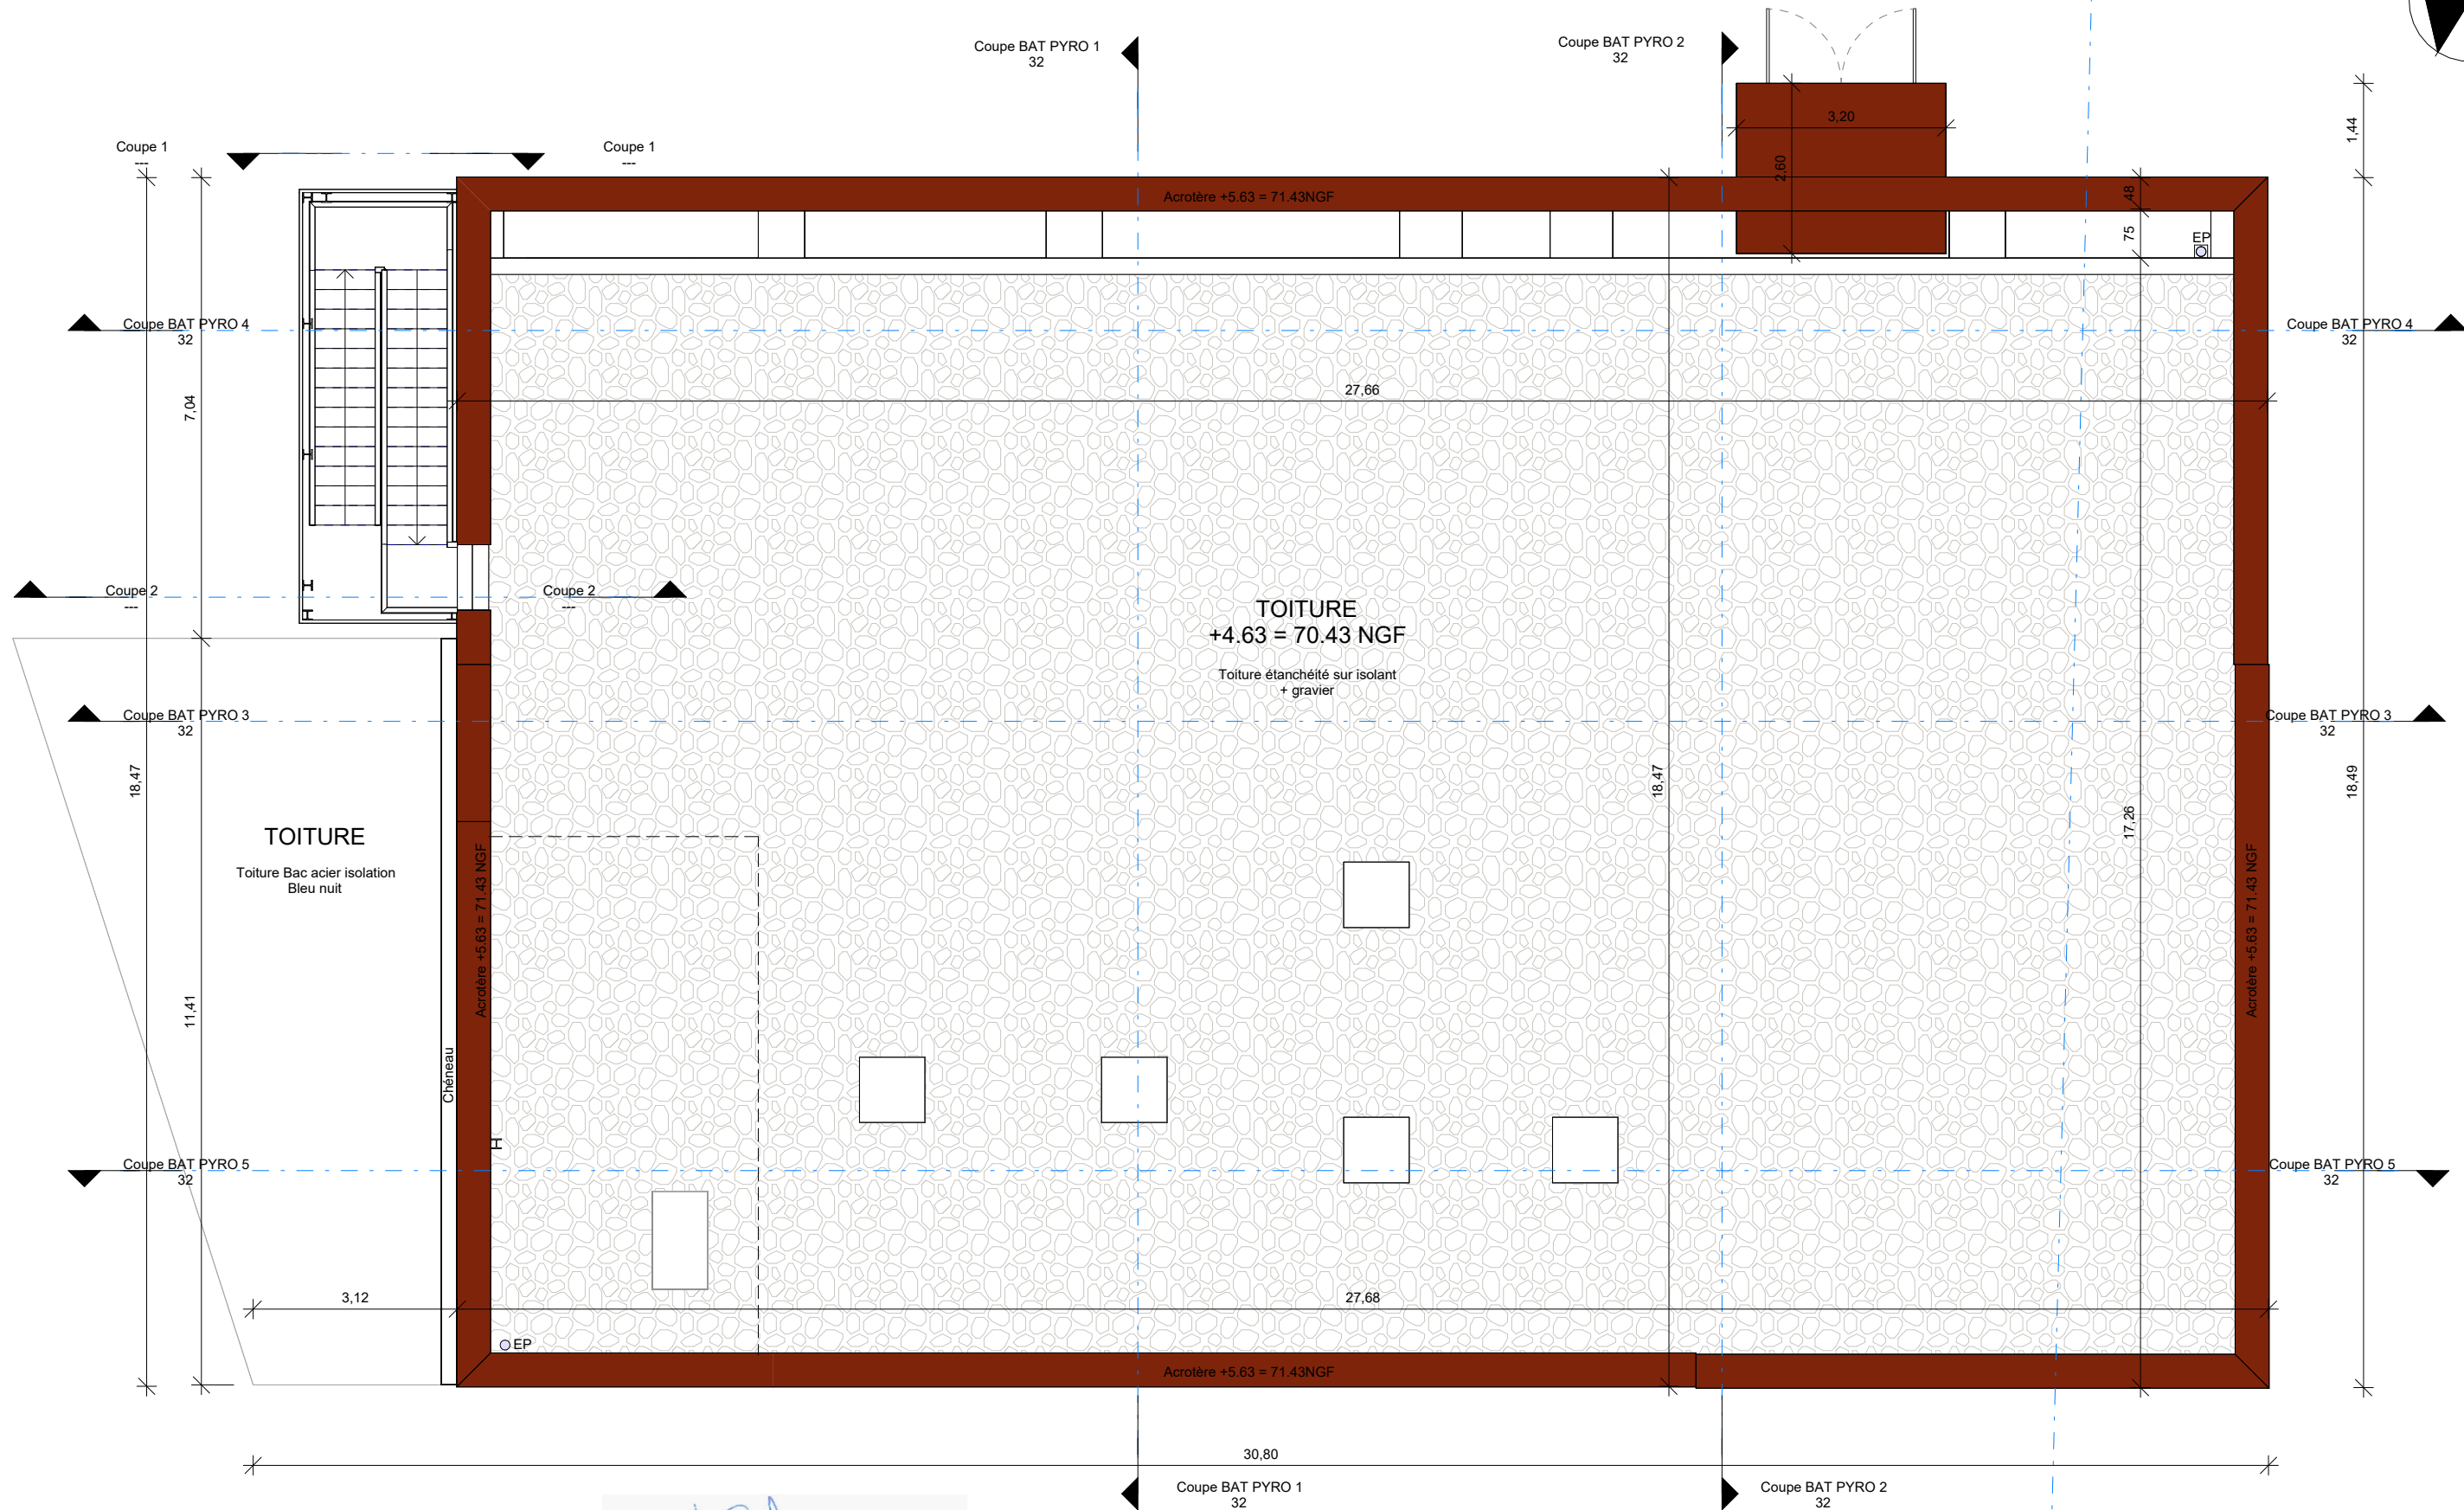 Coupe BAT PYRO 1
32
Coupe BAT PYRO 2
32
3,20
1,44
Coupe 1
---
Coupe 1
---
2,60
48
Acrotère +5.63 = 71.43NGF
75
EP
Coupe BAT PYRO 4
32
Coupe BAT PYRO 4
32
7,04
27,66
Coupe 2
---
Coupe 2
---
TOITURE
+4.63 = 70.43 NGF
Toiture étanchéité sur isolant
+ gravier
Coupe BAT PYRO 3
32
Coupe BAT PYRO 3
32
18,47
18,47
18,49
17,26
TOITURE
Toiture Bac acier isolation
Bleu nuit
Acrotère +5.63 = 71.43 NGF
Acrotère +5.63 = 71.43 NGF
11,41
Chéneau
Coupe BAT PYRO 5
32
Coupe BAT PYRO 5
32
3,12
27,68
EP
Acrotère +5.63 = 71.43NGF
30,80
Coupe BAT PYRO 1
32
Coupe BAT PYRO 2
32